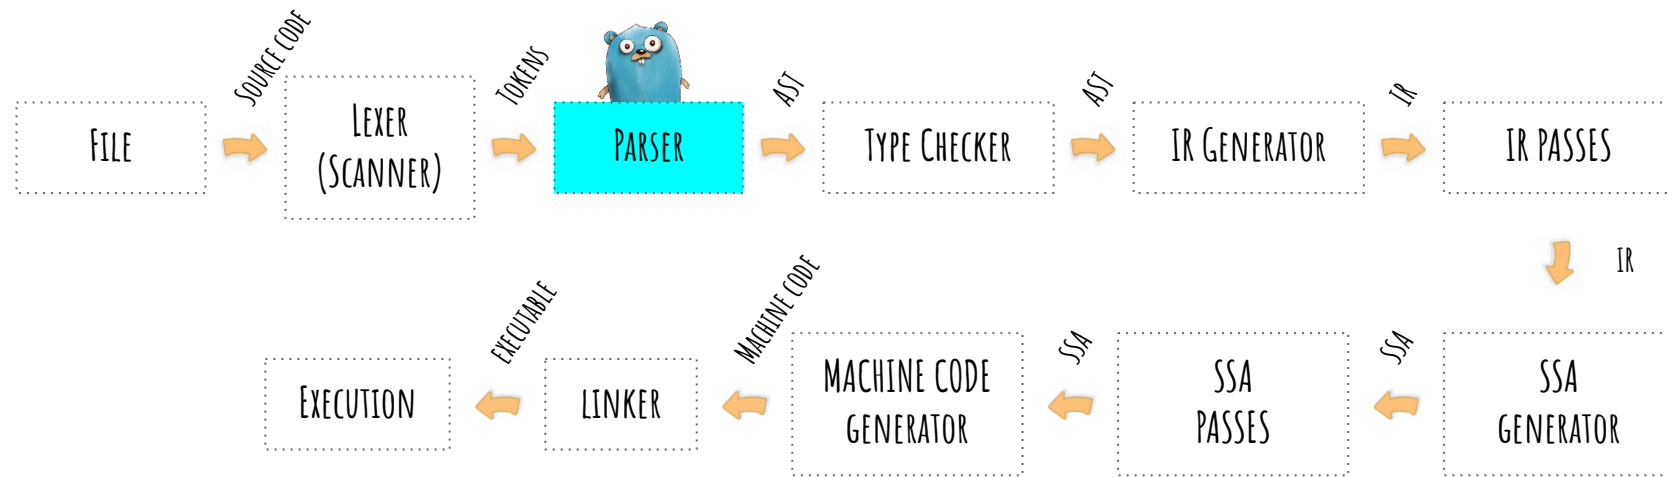 Source code
Tokens
AST
AST
IR
File
Lexer
(Scanner)
Parser
Type Checker
IR Generator
IR passes
IR
executable
Machine code
SSA
SSA
Execution
linker
machine code
generator
SSA
passes
SSA
generator